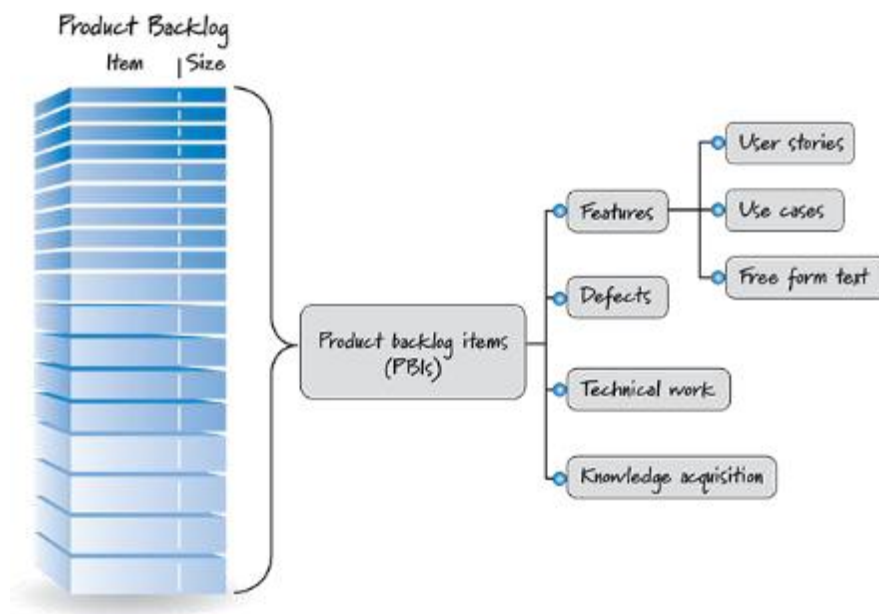 Product Backlog
Item | Size
User stories
Features
Use cases
Free form text
Defects
Product backlog items
(PBIs)
Technical work
Knowledge acquisition